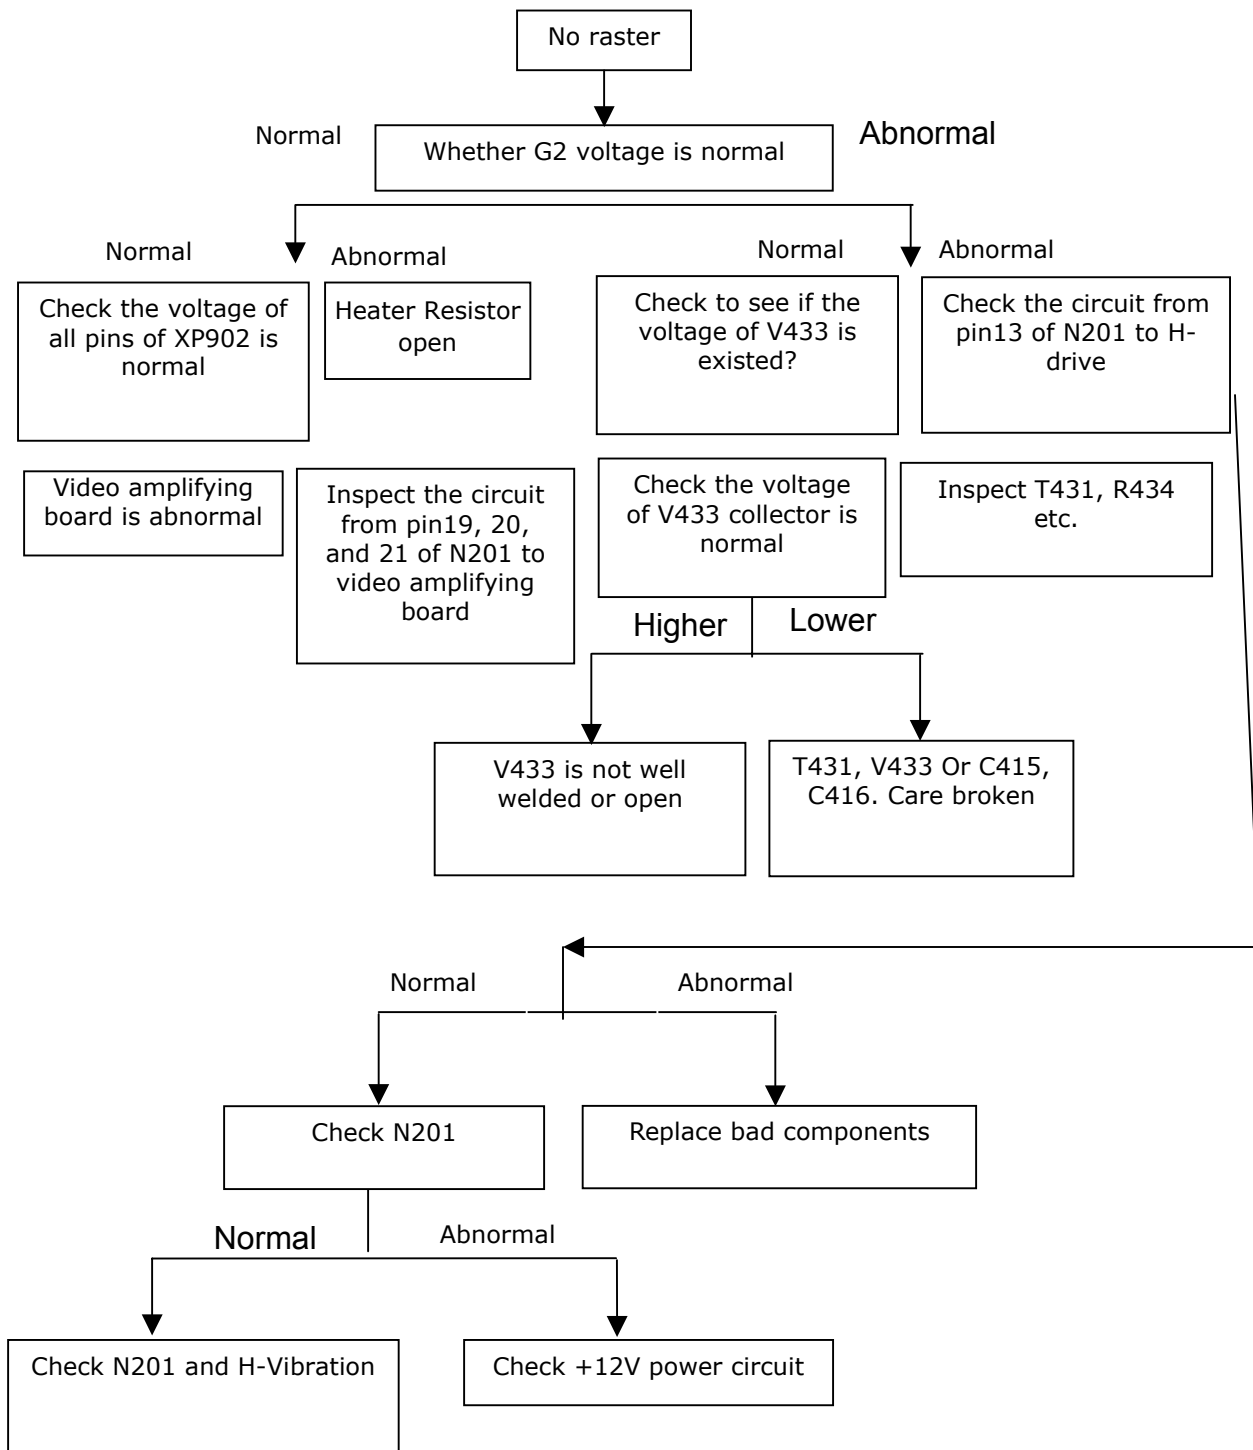 No raster
Normal
Abnormal
Whether G2 voltage is normal
Normal
Abnormal
Normal
Abnormal
Check the voltage of
all pins of XP902 is
normal
Heater Resistor
open
Check to see if the
voltage of V433 is
existed?
Check the circuit from
pin13 of N201 to H-
drive
Video amplifying
board is abnormal
Inspect the circuit
from pin19, 20,
and 21 of N201 to
video amplifying
board
Check the voltage
of V433 collector is
normal
Inspect T431, R434
etc.
Higher
Lower
V433 is not well
welded or open
T431, V433 Or C415,
C416. Care broken
Normal
Abnormal
Check N201
Replace bad components
Normal
Abnormal
Check N201 and H-Vibration
Check +12V power circuit